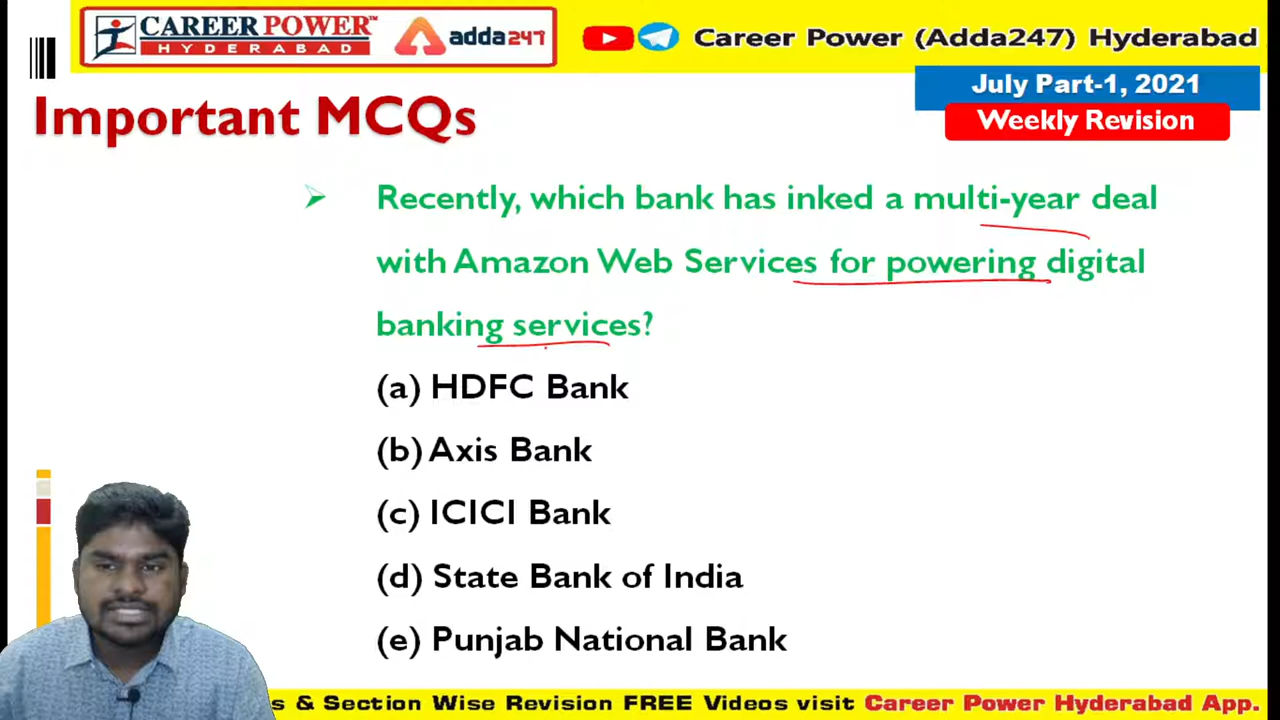 CAREER POWER™
HYDERABAD
adda247
Career Power (Adda247) Hyderabad
July Part-1, 2021
Weekly Revision
Important MCQs
Recently, which bank has inked a multi-year deal
with Amazon Web Services for powering digital
banking services?
(a) HDFC Bank
(b) Axis Bank
(c) ICICI Bank
(d) State Bank of India
(e) Punjab National Bank
& Section Wise Revision FREE Videos visit Career Power Hyderabad App.